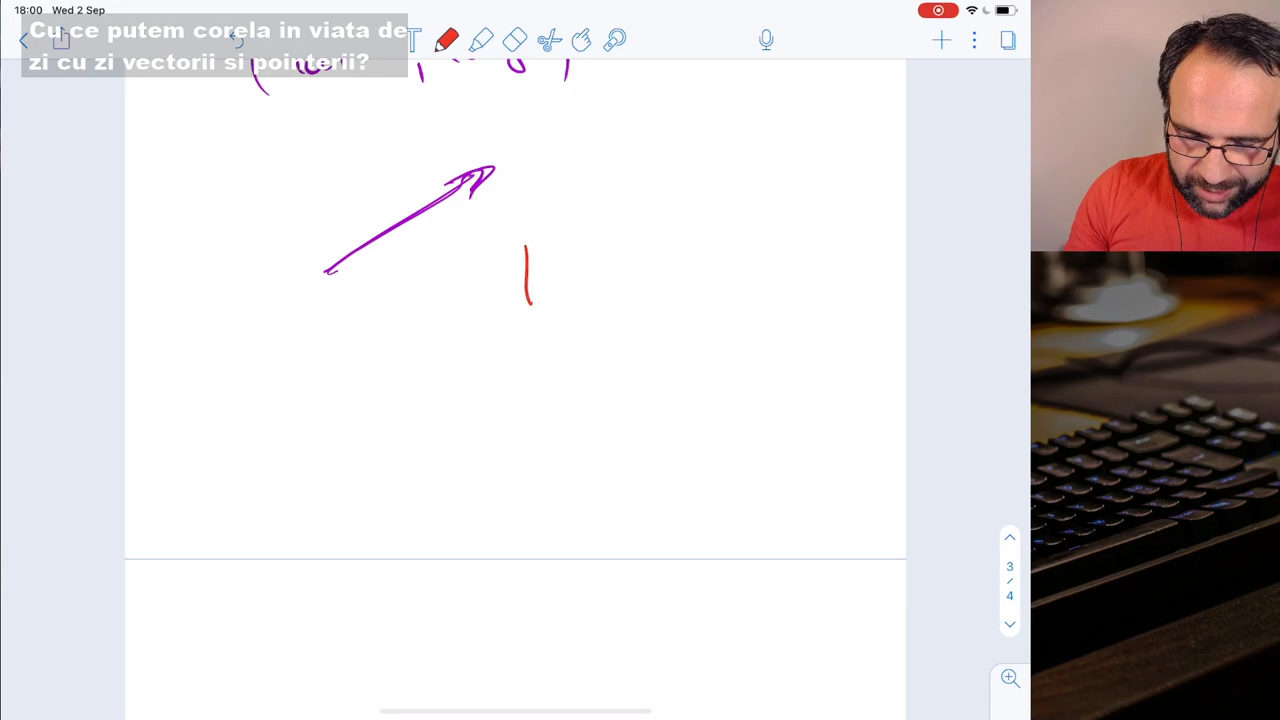 18:00 Wed 2 Sep
Cu ce putem corela in viata de
zi cu zi vectorii si pointerii?
T
3
/
4